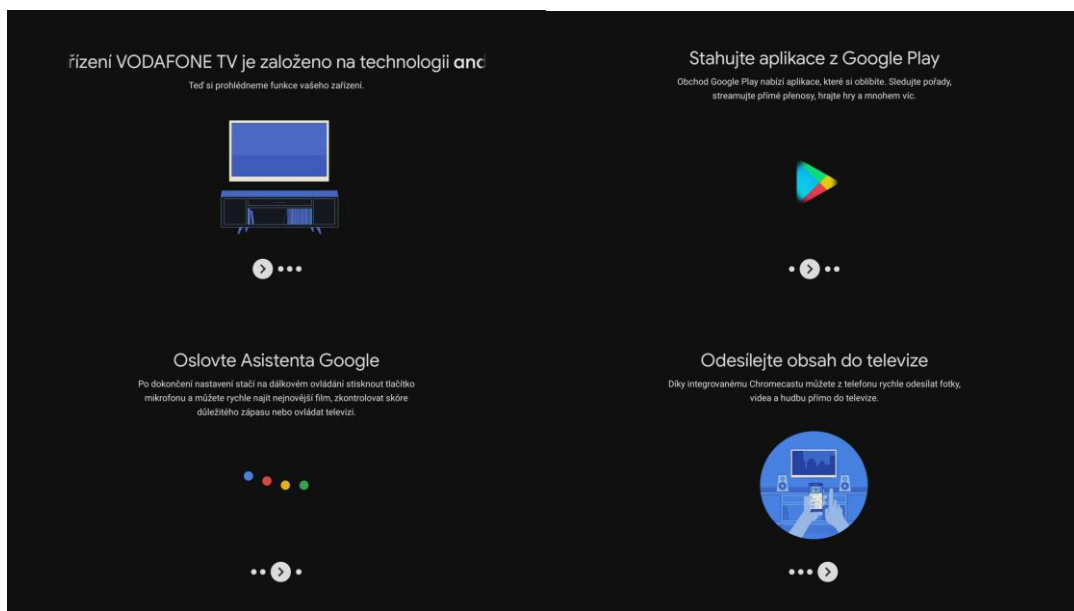 řízení VODAFONE TV je založeno na technologii and
Teď si prohlédneme funkce vašeho zařízení.
Stahujte aplikace z Google Play
Obchod Google Play nabízí aplikace, které si oblíbíte. Sledujte pořady,
streamujte přímé přenosy, hrajte hry a mnohem víc.
Oslovte Asistenta Google
Po dokončení nastavení stačí na dálkovém ovládání stisknout tlačítko
mikrofonu a můžete rychle najít nejnovější film, zkontrolovat skóre
důležitého zápasu nebo ovládat televizi.
Odesílejte obsah do televize
Díky integrovanému Chromecastu můžete z telefonu rychle odesílat fotky,
videa a hudbu přímo do televize.